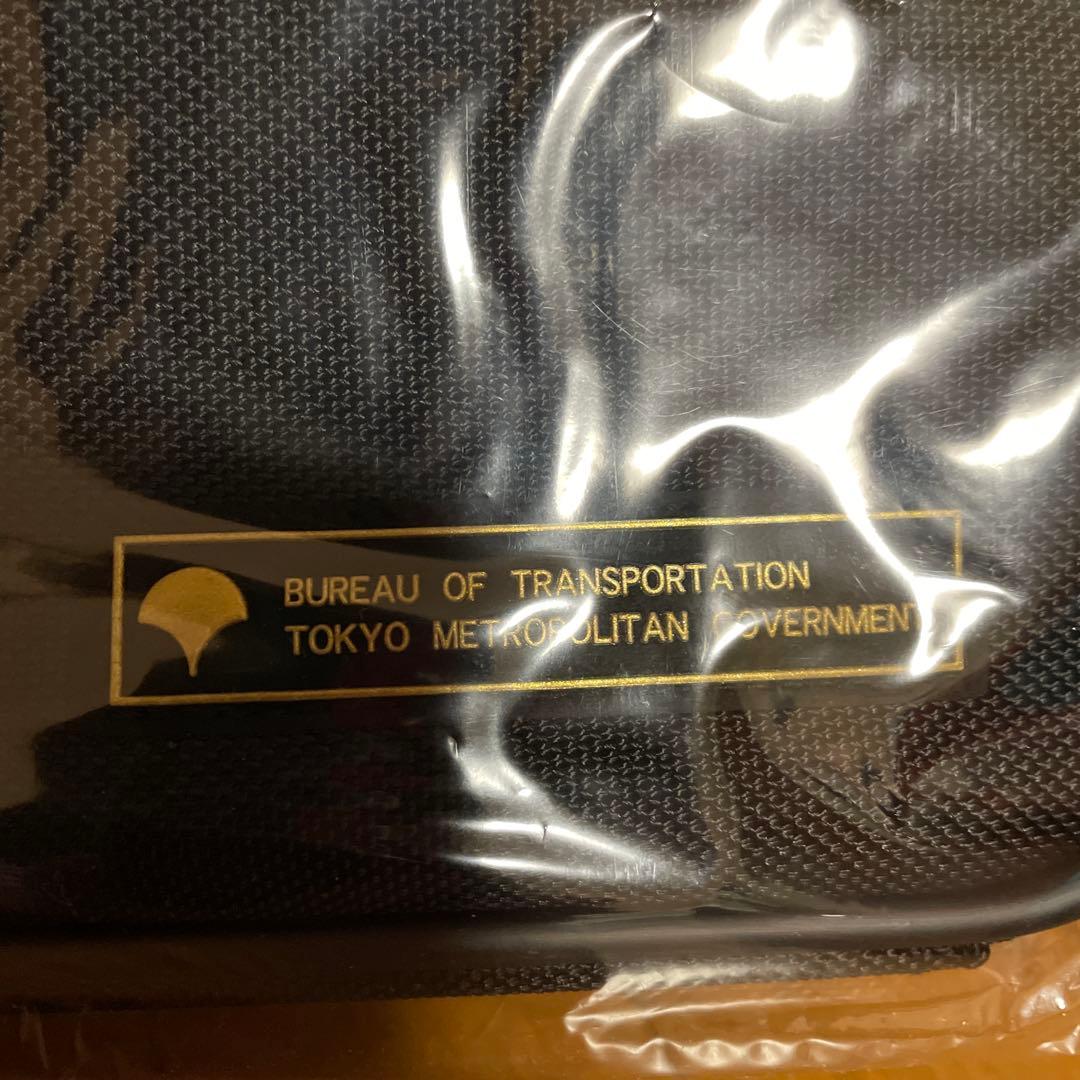 BUREAU OF TRANSPORTATION
TOKYO METROPOLITAN GOVERNMENT